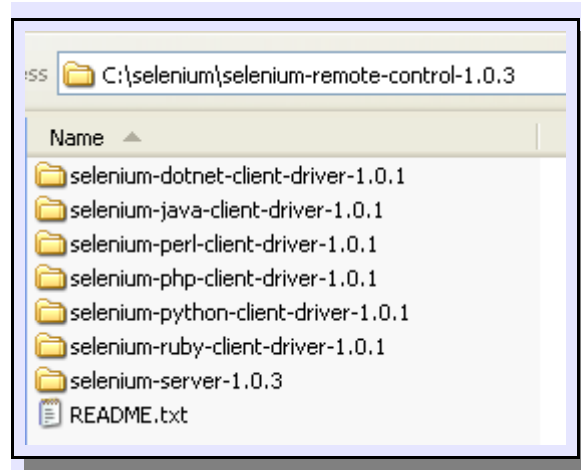 ess C:\selenium\selenium-remote-control-1.0.3
Name
selenium-dotnet-client-driver-1.0.1
selenium-java-client-driver-1.0.1
selenium-perl-client-driver-1.0.1
selenium-php-client-driver-1.0.1
selenium-python-client-driver-1.0.1
selenium-ruby-client-driver-1.0.1
selenium-server-1.0.3
README.txt